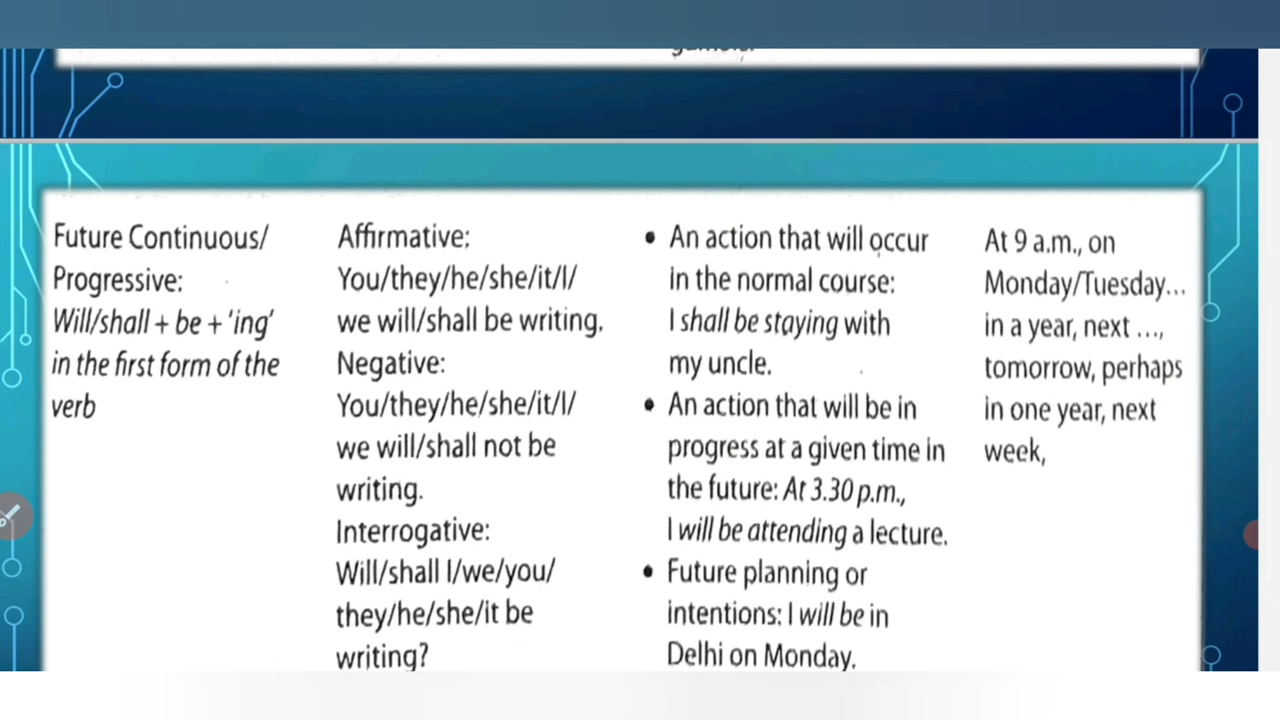 Future Continuous/
Progressive:
Will/shall + be + 'ing'
in the first form of the
verb
Affirmative:
You/they/he/she/it/I/
we will/shall be writing.
Negative:
You/they/he/she/it/I/
we will/shall not be
writing.
Interrogative:
Will/shall I/we/you/
they/he/she/it be
writing?
• An action that will occur
in the normal course:
I shall be staying with
my uncle.
• An action that will be in
progress at a given time in
the future: At 3.30 p.m.,
I will be attending a lecture.
• Future planning or
intentions: I will be in
Delhi on Monday.
At 9 a.m., on
Monday/Tuesday...
in a year, next ...,
tomorrow, perhaps
in one year, next
week,